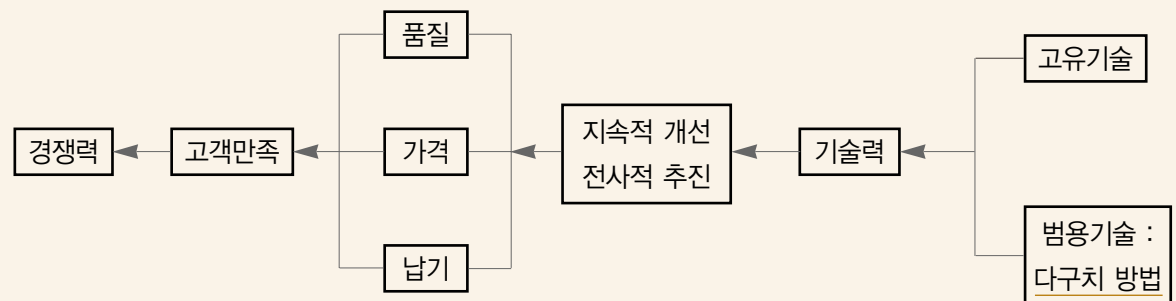 품질
고유기술
경쟁력
고객만족
가격
지속적 개선
전사적 추진
기술력
납기
범용기술 :
다구치 방법